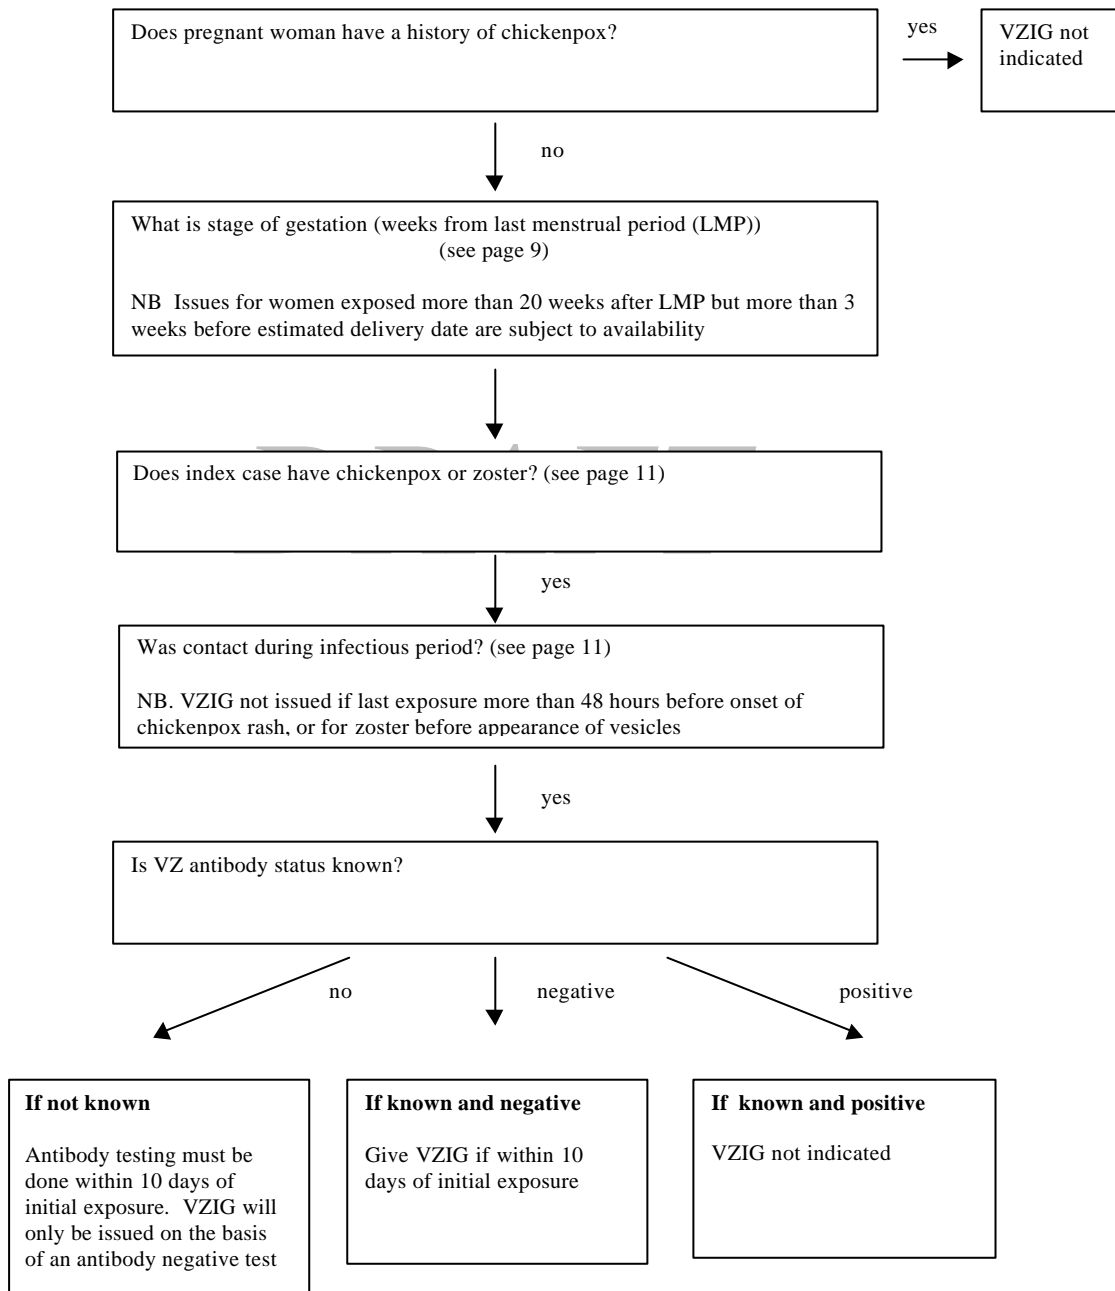 Does pregnant woman have a history of chickenpox?
yes
VZIG not
indicated
no
What is stage of gestation (weeks from last menstrual period (LMP))
(see page 9)
NB Issues for women exposed more than 20 weeks after LMP but more than 3
weeks before estimated delivery date are subject to availability
Does index case have chickenpox or zoster? (see page 11)
yes
Was contact during infectious period? (see page 11)
NB. VZIG not issued if last exposure more than 48 hours before onset of
chickenpox rash, or for zoster before appearance of vesicles
yes
Is VZ antibody status known?
no
negative
positive
If not known
Antibody testing must be
done within 10 days of
initial exposure. VZIG will
only be issued on the basis
of an antibody negative test
If known and negative
Give VZIG if within 10
days of initial exposure
If known and positive
VZIG not indicated